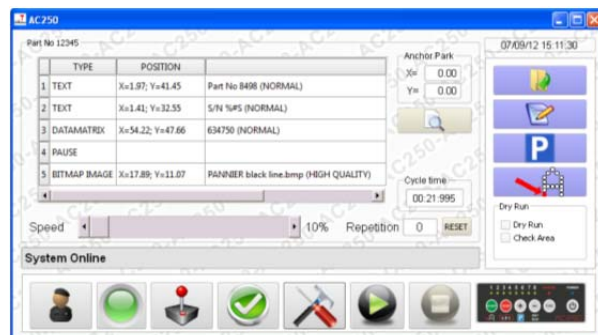 AC250
Part No 12345
07/09/12 15:11:30
TYPE POSITION
1 TEXT X=1.97; Y=41.45 Part No 8498 (NORMAL)
2 TEXT X=1.41; Y=32.55 S/N %#S (NORMAL)
3 DATAMATRIX X=54.22; Y=47.66 634750 (NORMAL)
4 PAUSE
5 BITMAP IMAGE X=17.89; Y=11.07 PANNIER black line.bmp (HIGH QUALITY)
Anchor Park
X= 0.00
Y= 0.00
P
Cycle time
00:21:995
Speed 10% Repetition 0 RESET
Dry Run
Dry Run
Check Area
System Online